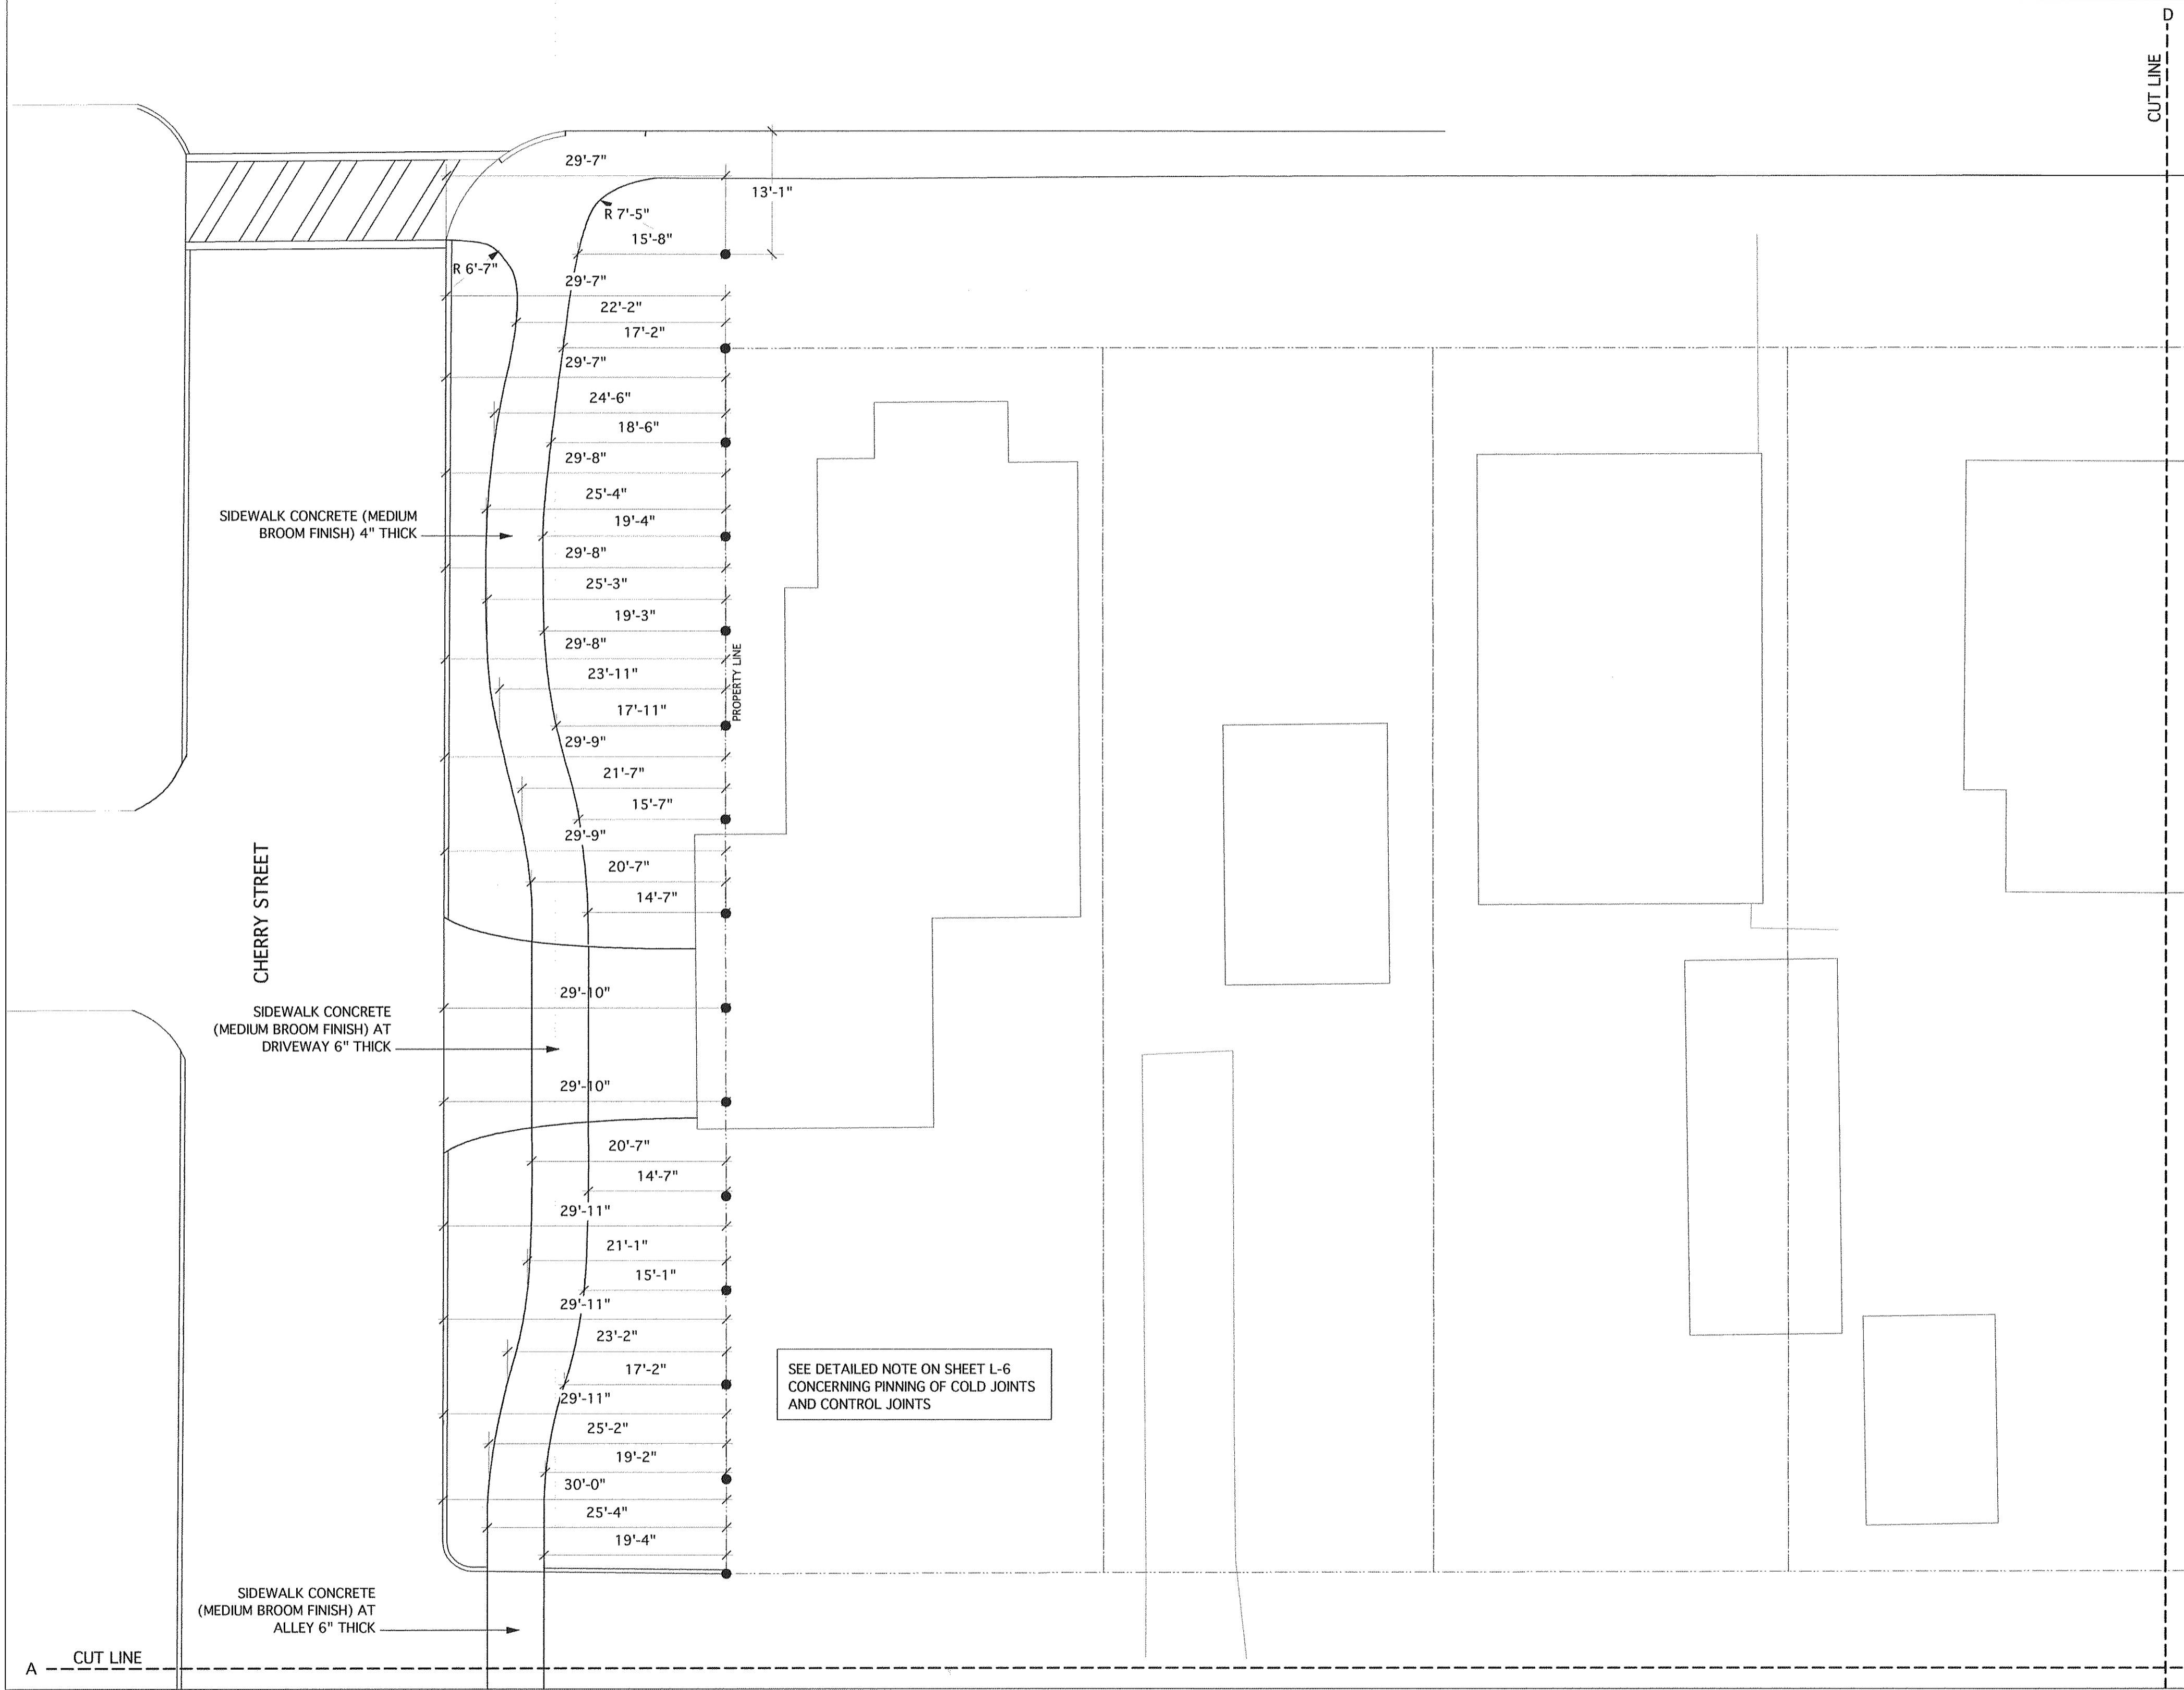 D
CUT LINE
29'-7"
13'-1"
R 7'-5"
15'-8"
R 6'-7"
29'-7"
22'-2"
17'-2"
29'-7"
24'-6"
18'-6"
29'-8"
25'-4"
SIDEWALK CONCRETE (MEDIUM
BROOM FINISH) 4" THICK
19'-4"
29'-8"
25'-3"
19'-3"
29'-8"
PROPERTY LINE
23'-11"
17'-11"
29'-9"
21'-7"
15'-7"
29'-9"
20'-7"
14'-7"
CHERRY STREET
29'-10"
SIDEWALK CONCRETE
(MEDIUM BROOM FINISH) AT
DRIVEWAY 6" THICK
29'-10"
20'-7"
14'-7"
29'-11"
21'-1"
15'-1"
29'-11"
23'-2"
17'-2"
SEE DETAILED NOTE ON SHEET L-6
CONCERNING PINNING OF COLD JOINTS
AND CONTROL JOINTS
29'-11"
25'-2"
19'-2"
30'-0"
25'-4"
19'-4"
SIDEWALK CONCRETE
(MEDIUM BROOM FINISH) AT
ALLEY 6" THICK
CUT LINE
A